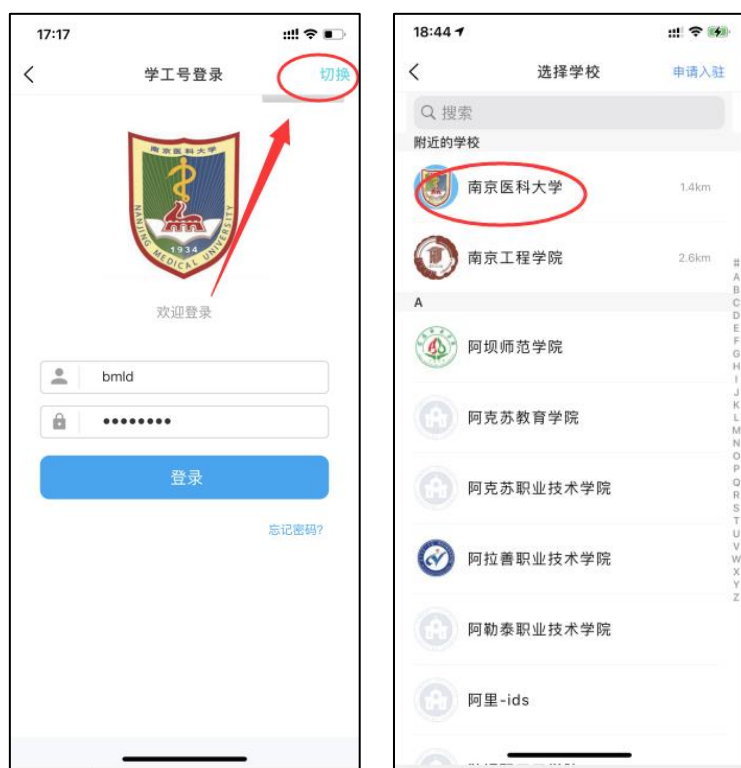 17:17
学工号登录
切换
南京医科大学
NANJING MEDICAL UNIVERSITY
1934
欢迎登录
bmld
••••••••
登录
忘记密码?
18:44
选择学校
申请入驻
搜索
附近的学校
南京医科大学
1.4km
南京工程学院
2.6km
A
阿坝师范学院
阿克苏教育学院
阿克苏职业技术学院
阿拉善职业技术学院
阿勒泰职业技术学院
阿里-ids
#
A
B
C
D
E
F
G
H
I
J
K
L
M
N
O
P
Q
R
S
T
U
V
W
X
Y
Z